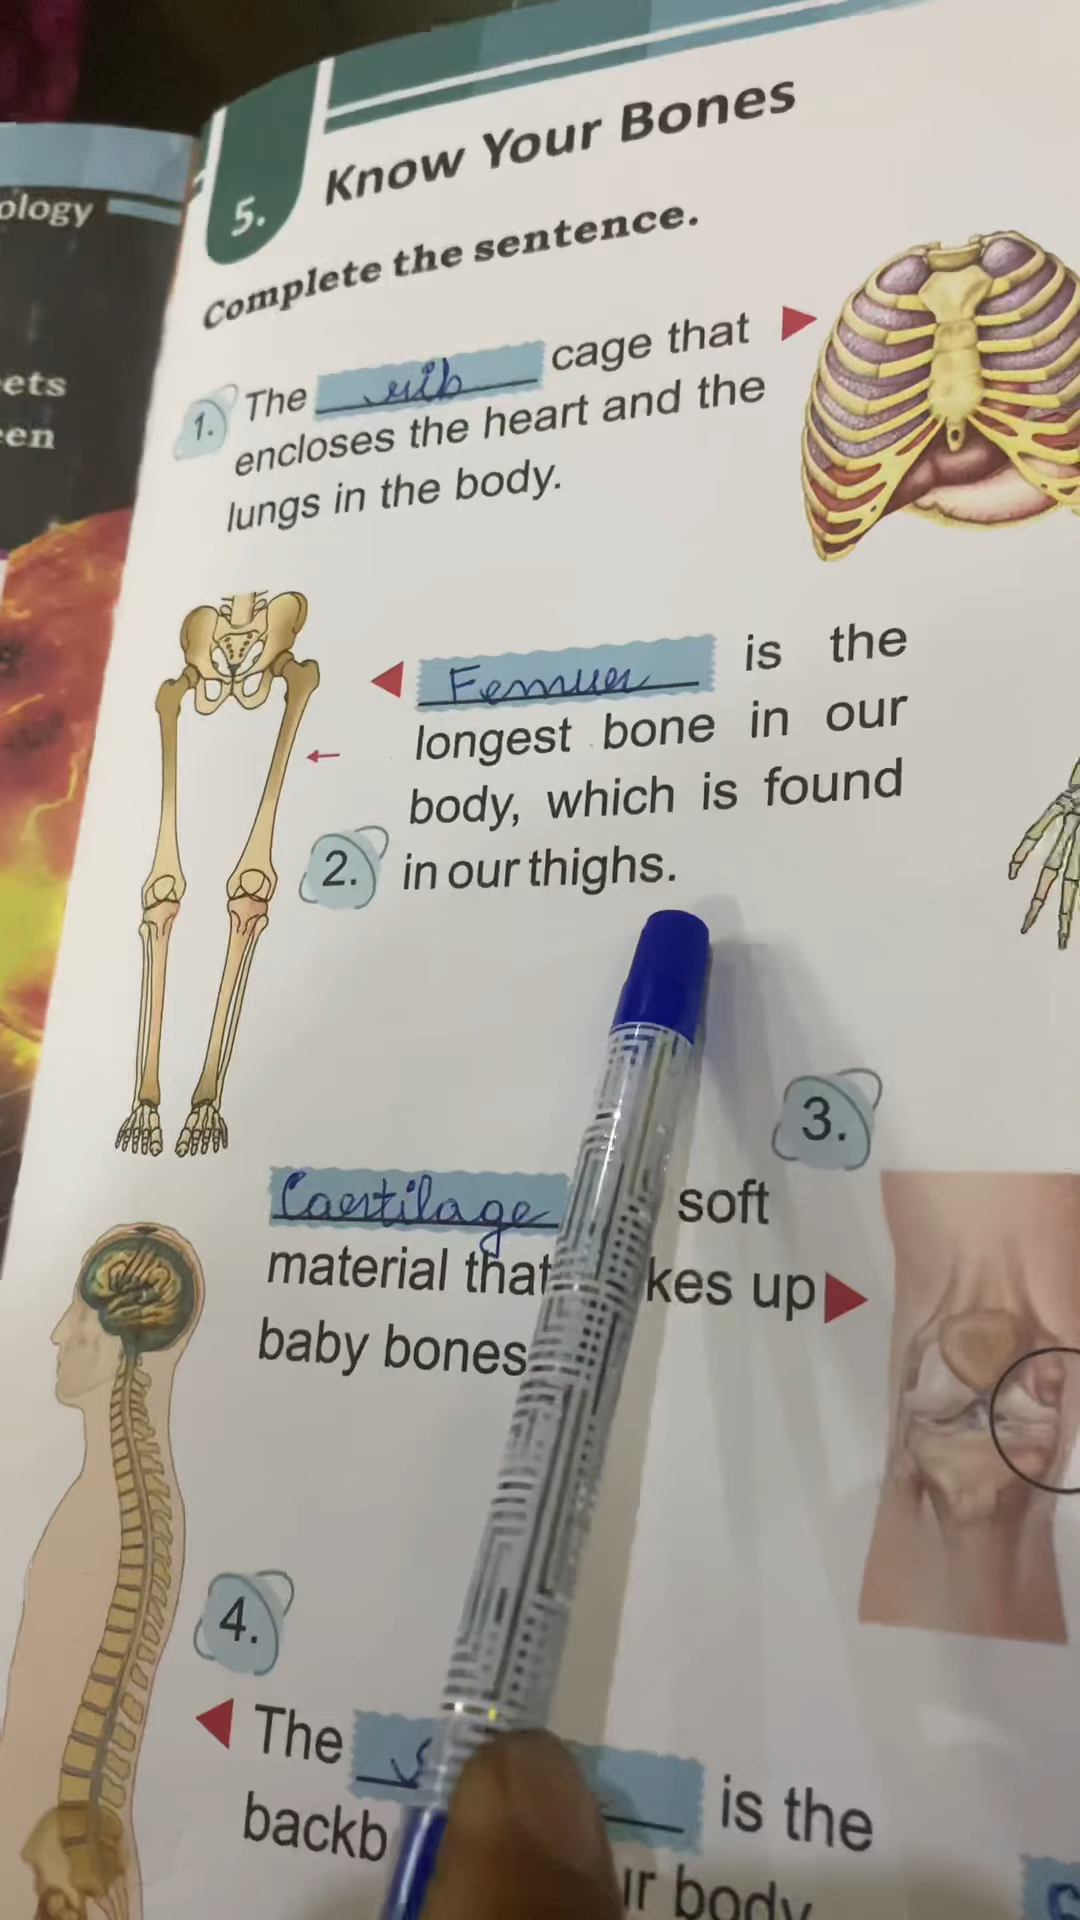 ology
ets
en
5. Know Your Bones
Complete the sentence.
1. The rib cage that
encloses the heart and the
lungs in the body.
Femur is the
longest bone in our
body, which is found
2. in our thighs.
3.
Cartilage soft
material that kes up
baby bones
4.
The is the
backb
ur body